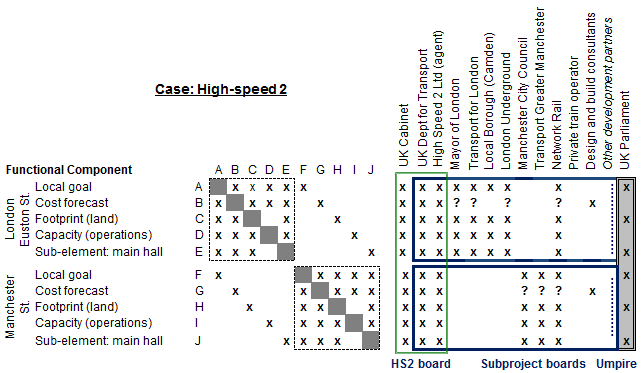 Case: High-speed 2
UK Cabinet
UK Dept for Transport
High Speed 2 Ltd (agent)
Mayor of London
Transport for London
Local Borough (Camden)
London Underground
Manchester City Council
Transport Greater Manchester
Network Rail
Private train operator
Design and build consultants
Other development partners
UK Parliament
Functional Component A B C D E F G H I J
London
Euston St.
Local goal A x x x x x x x x x x x x x x
Cost forecast B x x x x x x x x ? ? ? ? x
Footprint (land) C x x x x x x x x x x x x x x
Capacity (operations) D x x x x x x x x x x x x x
Sub-element: main hall E x x x x x x x x x x x x x
Manchester
St.
Local goal F x x x x x x x x x x x x
Cost forecast G x x x x x x x x ? ? ? x
Footprint (land) H x x x x x x x x x x x x
Capacity (operations) I x x x x x x x x x x x
Sub-element: main hall J x x x x x x x x x x x
HS2 board Subproject boards Umpire